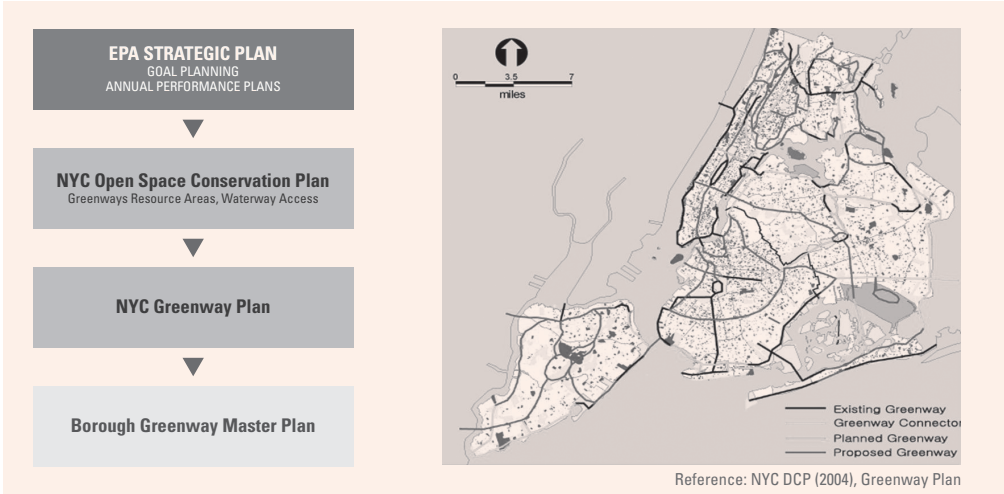 EPA STRATEGIC PLAN
GOAL PLANNING
ANNUAL PERFORMANCE PLANS
NYC Open Space Conservation Plan
Greenways Resource Areas, Waterway Access
NYC Greenway Plan
Borough Greenway Master Plan
0 3.5 7
miles
Existing Greenway
Greenway Connector
Planned Greenway
Proposed Greenway
Reference: NYC DCP (2004), Greenway Plan